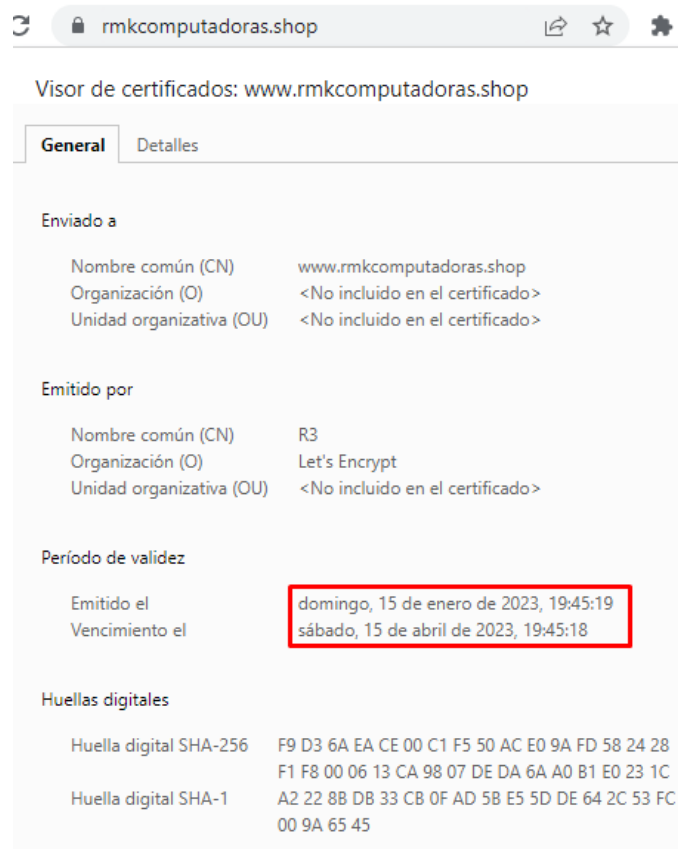 rmkcomputadoras.shop
Visor de certificados: www.rmkcomputadoras.shop
General Detalles
Enviado a
Nombre común (CN) www.rmkcomputadoras.shop
Organización (O) <No incluido en el certificado>
Unidad organizativa (OU) <No incluido en el certificado>
Emitido por
Nombre común (CN) R3
Organización (O) Let's Encrypt
Unidad organizativa (OU) <No incluido en el certificado>
Período de validez
Emitido el domingo, 15 de enero de 2023, 19:45:19
Vencimiento el sábado, 15 de abril de 2023, 19:45:18
Huellas digitales
Huella digital SHA-256 F9 D3 6A EA CE 00 C1 F5 50 AC E0 9A FD 58 24 28
F1 F8 00 06 13 CA 98 07 DE DA 6A A0 B1 E0 23 1C
Huella digital SHA-1 A2 22 8B DB 33 CB 0F AD 5B E5 5D DE 64 2C 53 FC
00 9A 65 45